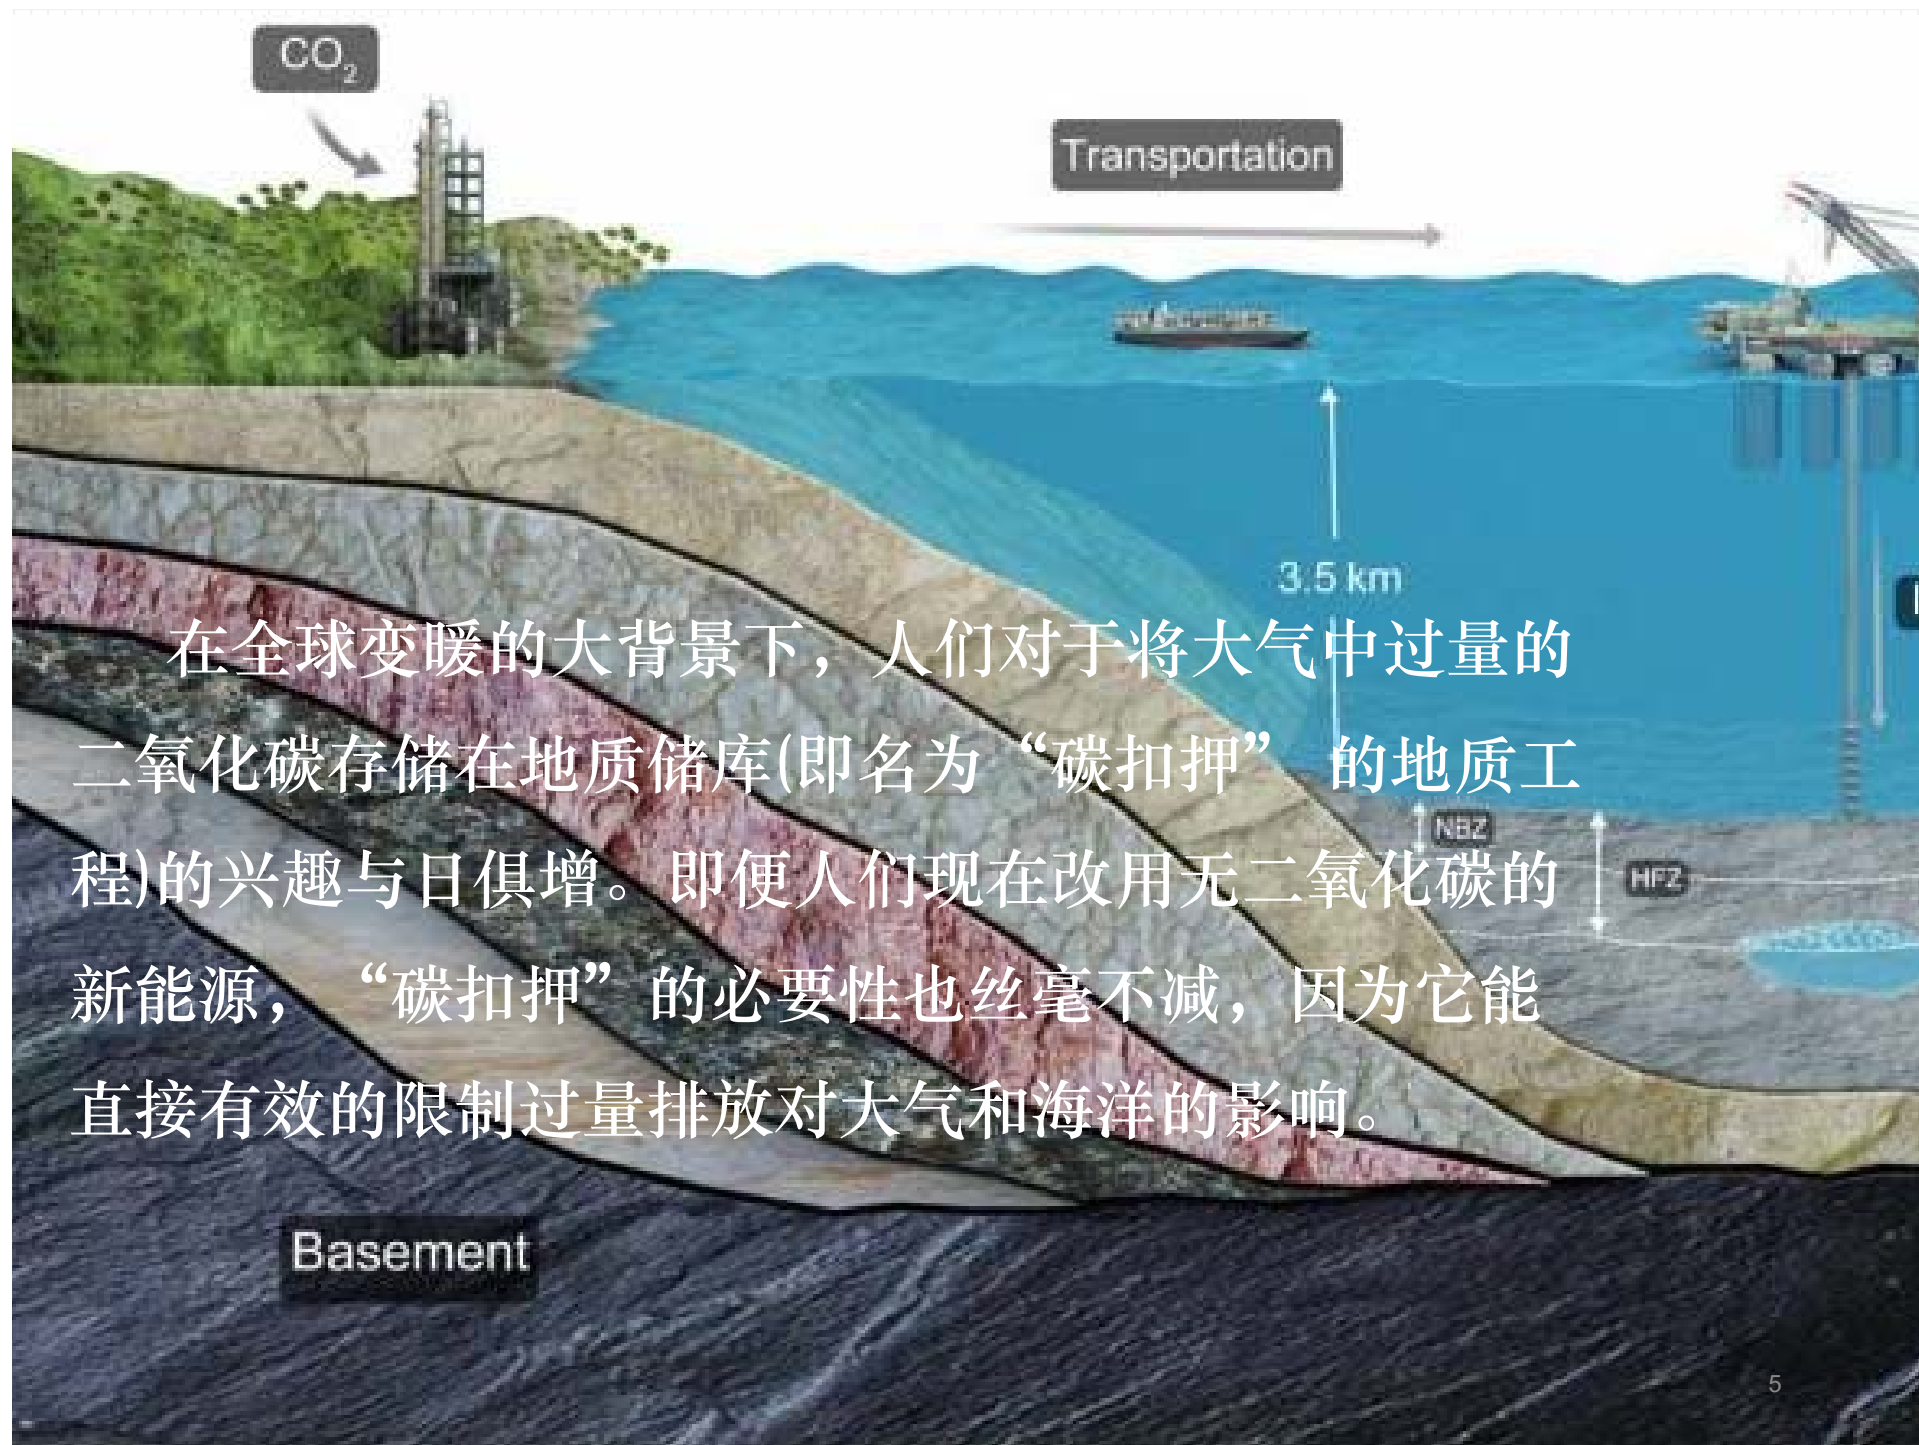 CO₂
Transportation
3.5 km
在全球变暖的大背景下，人们对于将大气中过量的
二氧化碳存储在地质储库(即名为“碳扣押”的地质工
程)的兴趣与日俱增。即便人们现在改用无二氧化碳的
新能源，“碳扣押”的必要性也丝毫不减，因为它能
直接有效的限制过量排放对大气和海洋的影响。
NBZ
HFZ
Basement
5